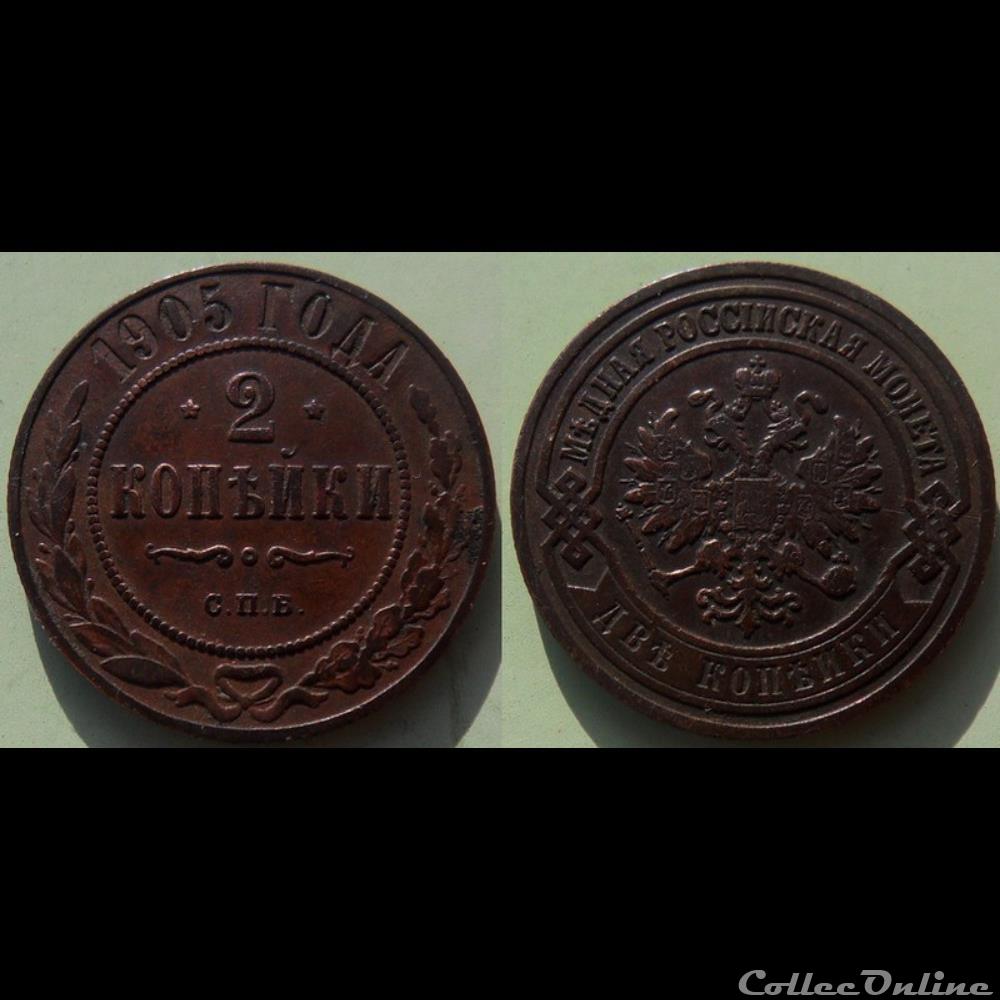 1905 ГОДА
2
КОПѢЙКИ
С.П.Б.
МѢДНАЯ РОССІЙСКАЯ МОНЕТА
ДВѢ КОПѢЙКИ
CollecOnline